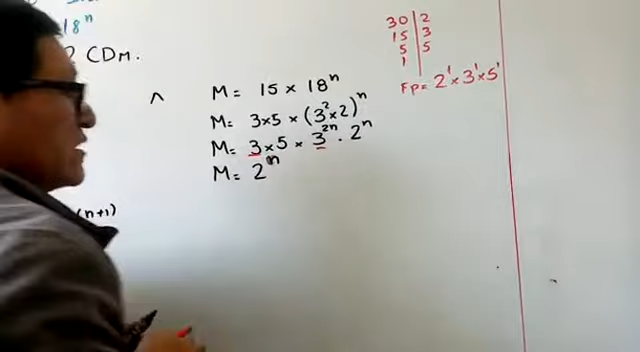 18ⁿ
CDm.
(n+1)
^
M = 15 × 18ⁿ
M = 3×5 × (3²×2)ⁿ
M = 3×5 × 3²ⁿ · 2ⁿ
M = 2ⁿ
30 | 2
15 | 3
5 | 5
1
Fp = 2¹ × 3¹ × 5¹